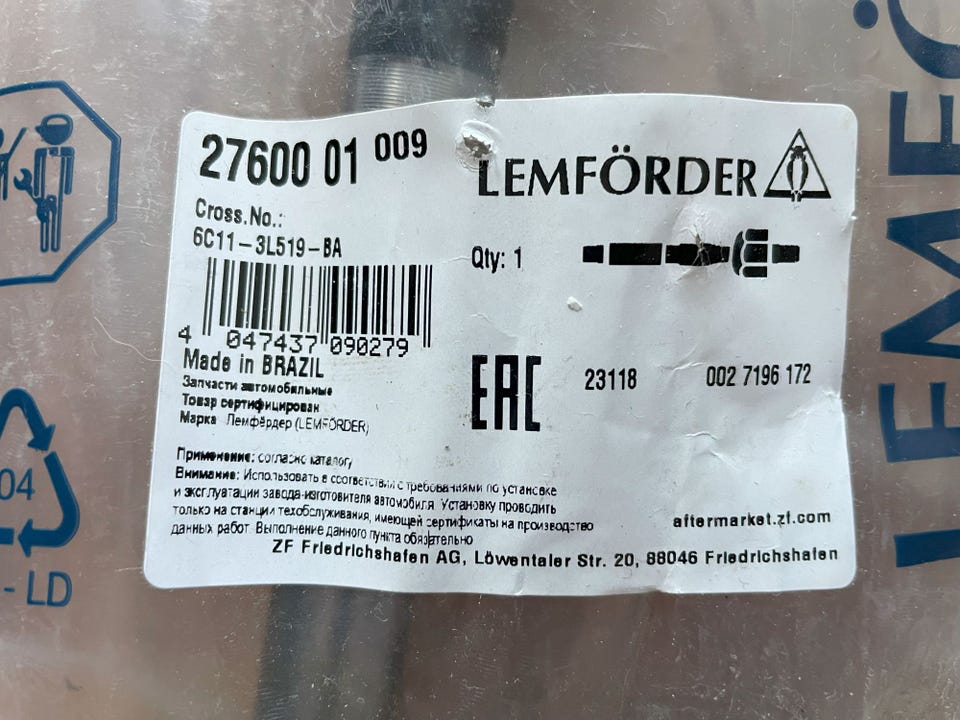 27600 01 009
LEMFÖRDER
Cross.No.:
6C11-3L519-BA
Qty: 1
4 047437 090279
Made in BRAZIL
Запчасти автомобильные
Товар сертифицирован
Марка Лемфёрдер (LEMFÖRDER)
EAC
23118 002 7196 172
Применение: согласно каталогу
Внимание: Использовать в соответствии с требованиями по установке
и эксплуатации завода-изготовителя автомобиля. Установку проводить
только на станции техобслуживания, имеющей сертификаты на производство
данных работ. Выполнение данного пункта обязательно
aftermarket.zf.com
ZF Friedrichshafen AG, Löwentaler Str. 20, 88046 Friedrichshafen
04
- LD
LEMFÖ